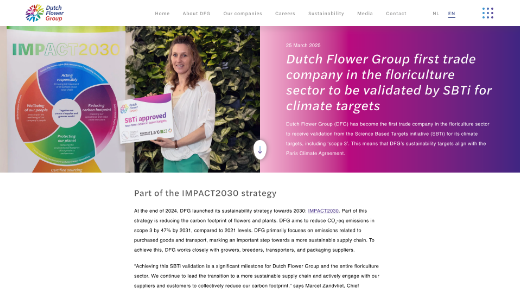 Dutch
Flower
Group
Home About DFG Our companies Careers Sustainability Media Contact NL EN
IMPACT2030
SBTi approved
25 March 2025
Dutch Flower Group first trade
company in the floriculture
sector to be validated by SBTi for
climate targets
Dutch Flower Group (DFG) has become the first trade company in the floriculture sector
to receive validation from the Science Based Targets initiative (SBTi) for its climate
targets, including 'scope 3'. This means that DFG's sustainability targets align with the
Paris Climate Agreement.
Part of the IMPACT2030 strategy
At the end of 2024, DFG launched its sustainability strategy towards 2030: IMPACT2030. Part of this
strategy is reducing the carbon footprint of flowers and plants. DFG aims to reduce CO₂eq emissions in
scope 3 by 47% by 2031, compared to 2021 levels. DFG primarily focuses on emissions related to
purchased goods and transport, marking an important step towards a more sustainable supply chain. To
achieve this, DFG works closely with growers, breeders, transporters, and packaging suppliers.
"Achieving this SBTi validation is a significant milestone for Dutch Flower Group and the entire floriculture
sector. We continue to lead the transition to a more sustainable supply chain and actively engage with our
suppliers and customers to collectively reduce our carbon footprint," says Marcel Zandvliet, Chief